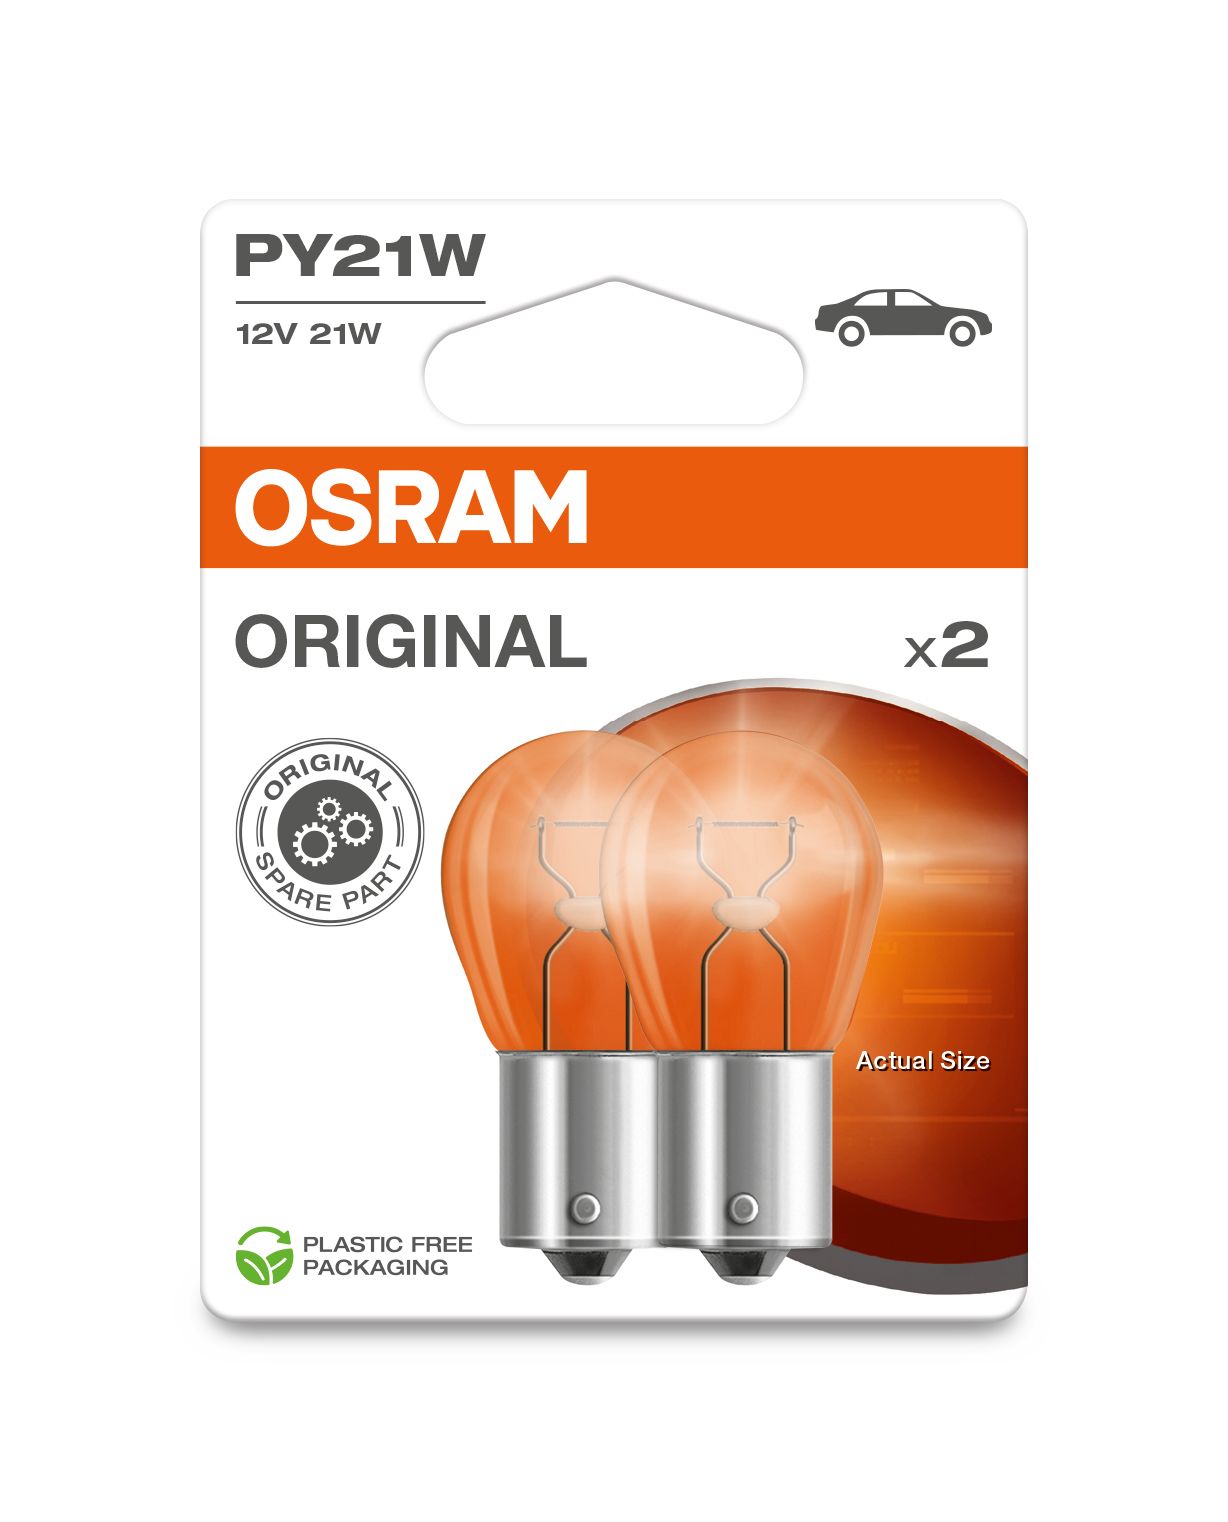 PY21W
12V 21W
OSRAM
ORIGINAL
x2
ORIGINAL
SPARE PART
Actual Size
PLASTIC FREE
PACKAGING